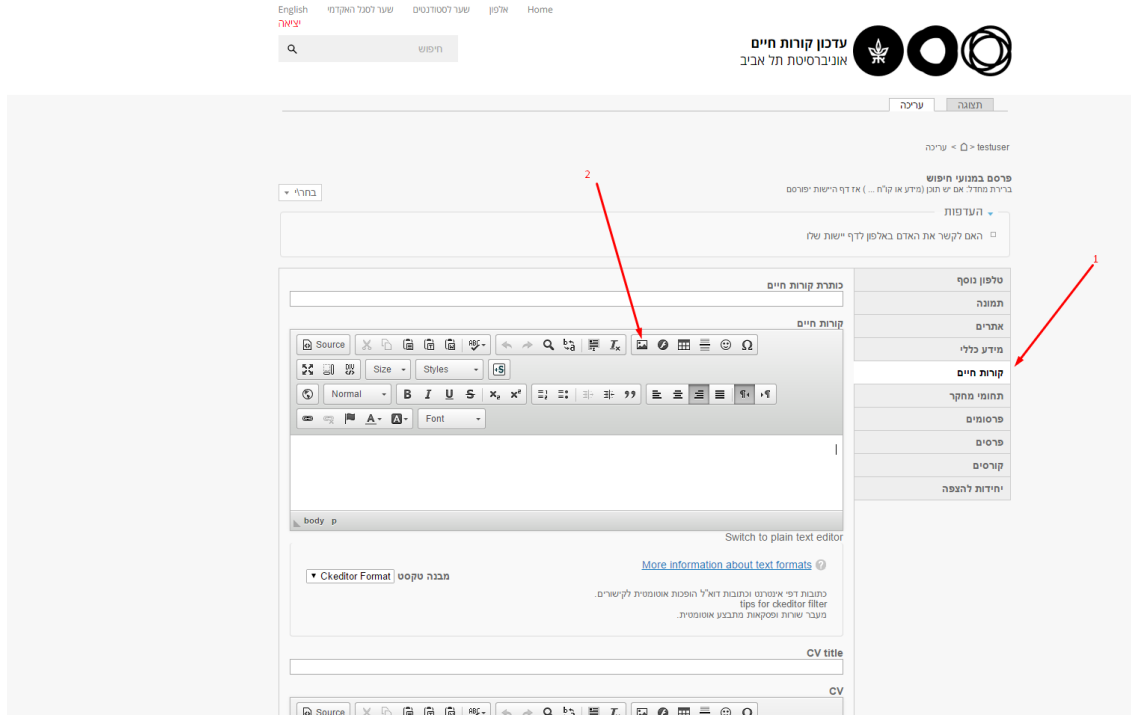 Home אלפון שער לסטודנטים שער לסגל האקדמי English
יציאה
חיפוש
עדכון קורות חיים
אוניברסיטת תל אביב
תצוגה עריכה
testuser > עריכה
פרסם במנועי חיפוש
ברירת מחדל: אם יש תוכן (מידע או קו"ח ... ) אז דף היישות יפורסם
בחר\י
העדפות
האם לקשר את האדם באלפון לדף יישות שלו
1
2
טלפון נוסף
תמונה
אתרים
מידע כללי
קורות חיים
תחומי מחקר
פרסומים
פרסים
קורסים
יחידות להצפה
כותרת קורות חיים
קורות חיים
Source
Size Styles
Normal B I U S
Font
body p
Switch to plain text editor
More information about text formats
מבנה טקסט Ckeditor Format
כתובות דפי אינטרנט וכתובות דוא"ל הופכות אוטומטית לקישורים.
tips for ckeditor filter
מעבר שורות ופסקאות מתבצע אוטומטית.
CV title
CV
Source